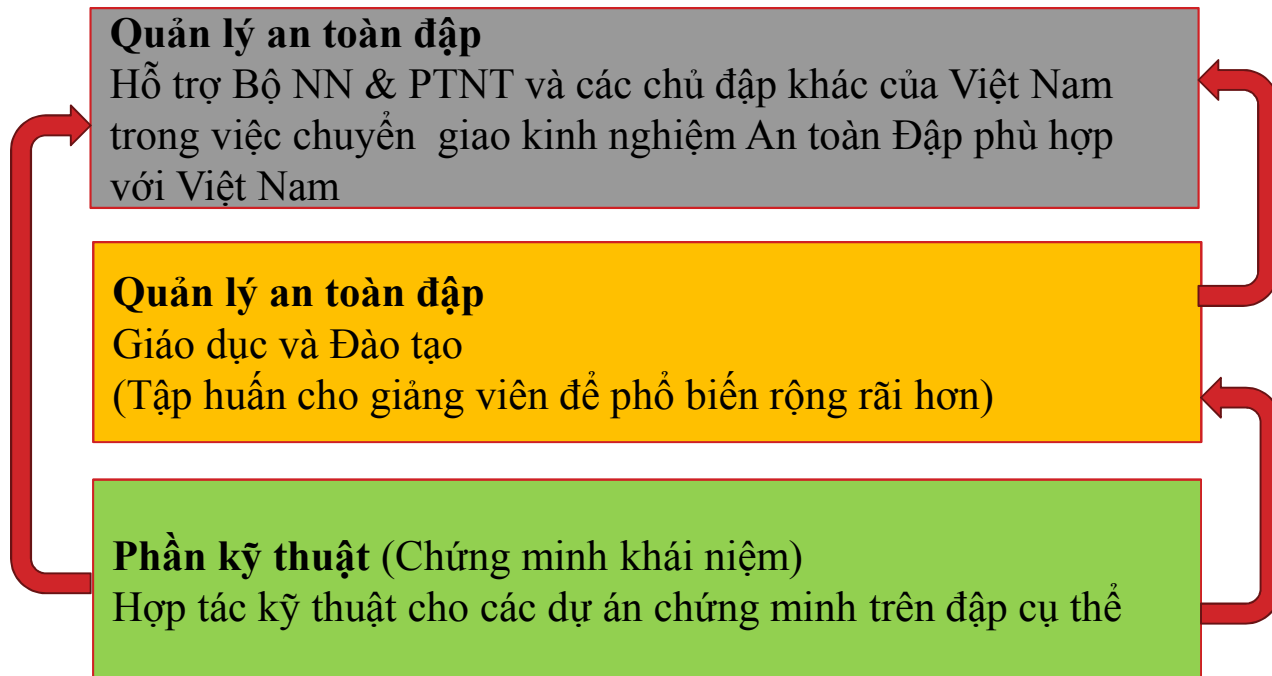 Quản lý an toàn đập
Hỗ trợ Bộ NN & PTNT và các chủ đập khác của Việt Nam
trong việc chuyển giao kinh nghiệm An toàn Đập phù hợp
với Việt Nam
Quản lý an toàn đập
Giáo dục và Đào tạo
(Tập huấn cho giảng viên để phổ biến rộng rãi hơn)
Phần kỹ thuật (Chứng minh khái niệm)
Hợp tác kỹ thuật cho các dự án chứng minh trên đập cụ thể